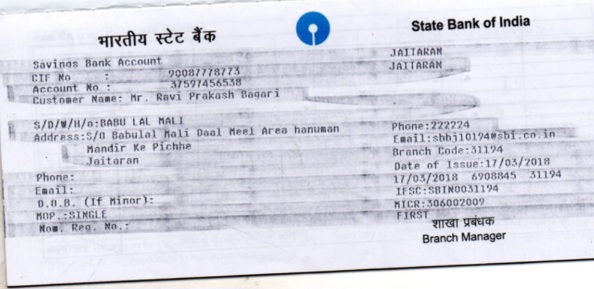 भारतीय स्टेट बैंक
State Bank of India
Savings Bank Account
JAITARAN
CIF No : 90087778773
JAITARAN
Account No : 37597456538
Customer Name: Mr. Ravi Prakash Bagari
S/D/W/H/o:BABU LAL MALI
Phone:222224
Address:S/O Babulal Mali Daal Meel Area hanuman
Email:sbbj10194@sbi.co.in
Mandir Ke Pichhe
Branch Code:31194
Jaitaran
Date of Issue:17/03/2018
Phone:
17/03/2018 6908845 31194
Email:
IFSC:SBIN0031194
D.O.B. (If Minor):
MICR:306002009
MOP.:SINGLE
FIRST
Nom. Reg. No.:
शाखा प्रबंधक
Branch Manager